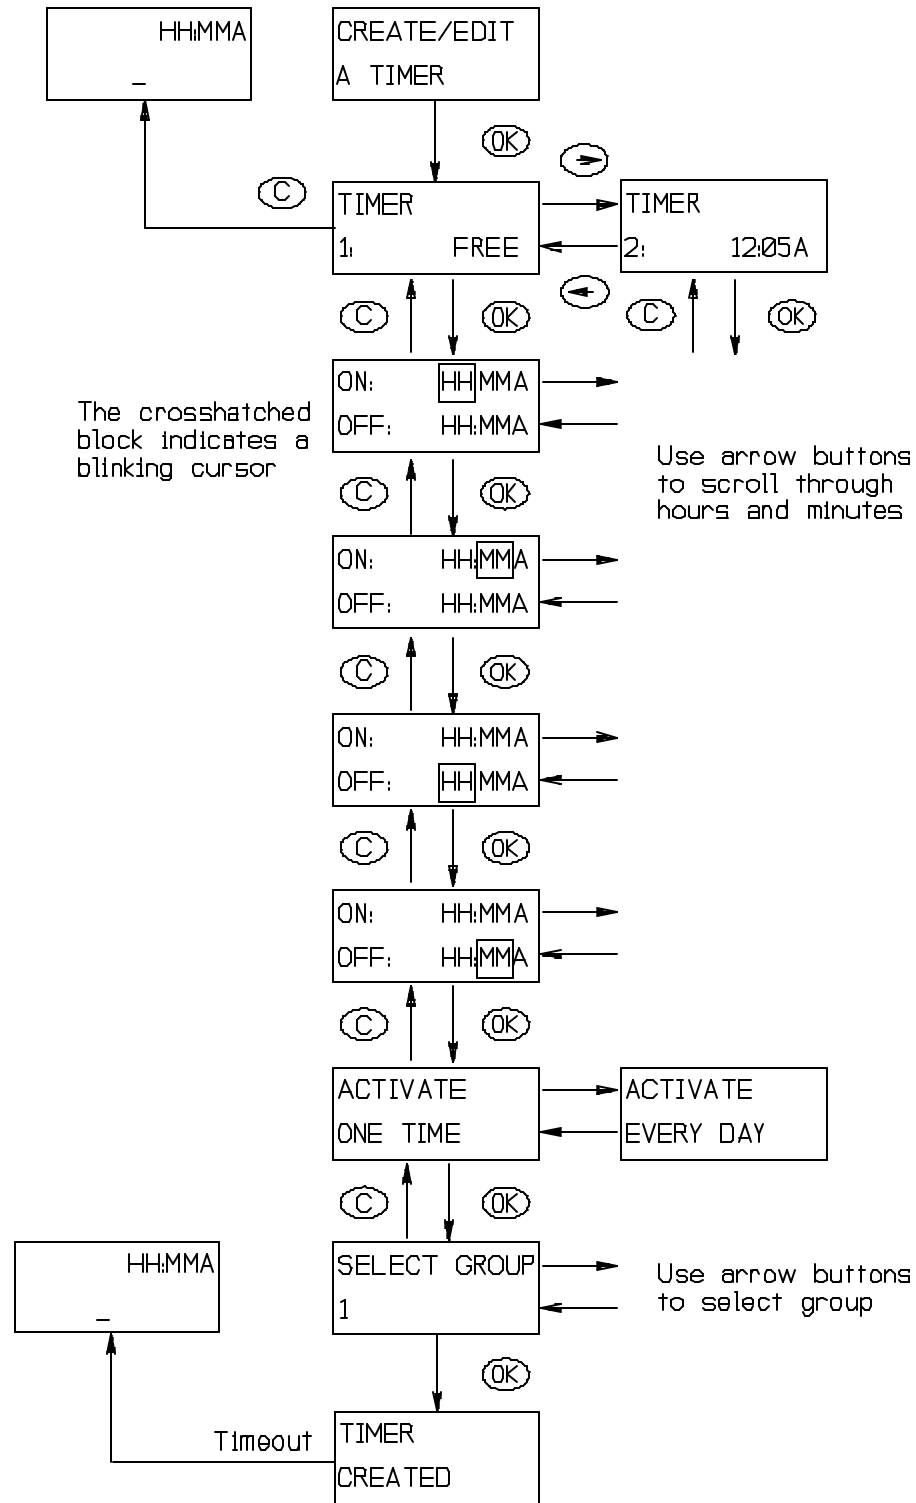 HH:MMA
_
CREATE/EDIT
A TIMER
OK
C
TIMER
1: FREE
TIMER
2: 12:05A
C
OK
C
OK
ON: HH:MMA
OFF: HH:MMA
The crosshatched
block indicates a
blinking cursor
Use arrow buttons
to scroll through
hours and minutes
C
OK
ON: HH:MMA
OFF: HH:MMA
C
OK
ON: HH:MMA
OFF: HH:MMA
C
OK
ON: HH:MMA
OFF: HH:MMA
C
OK
ACTIVATE
ONE TIME
ACTIVATE
EVERY DAY
C
OK
HH:MMA
_
SELECT GROUP
1
Use arrow buttons
to select group
OK
Timeout
TIMER
CREATED